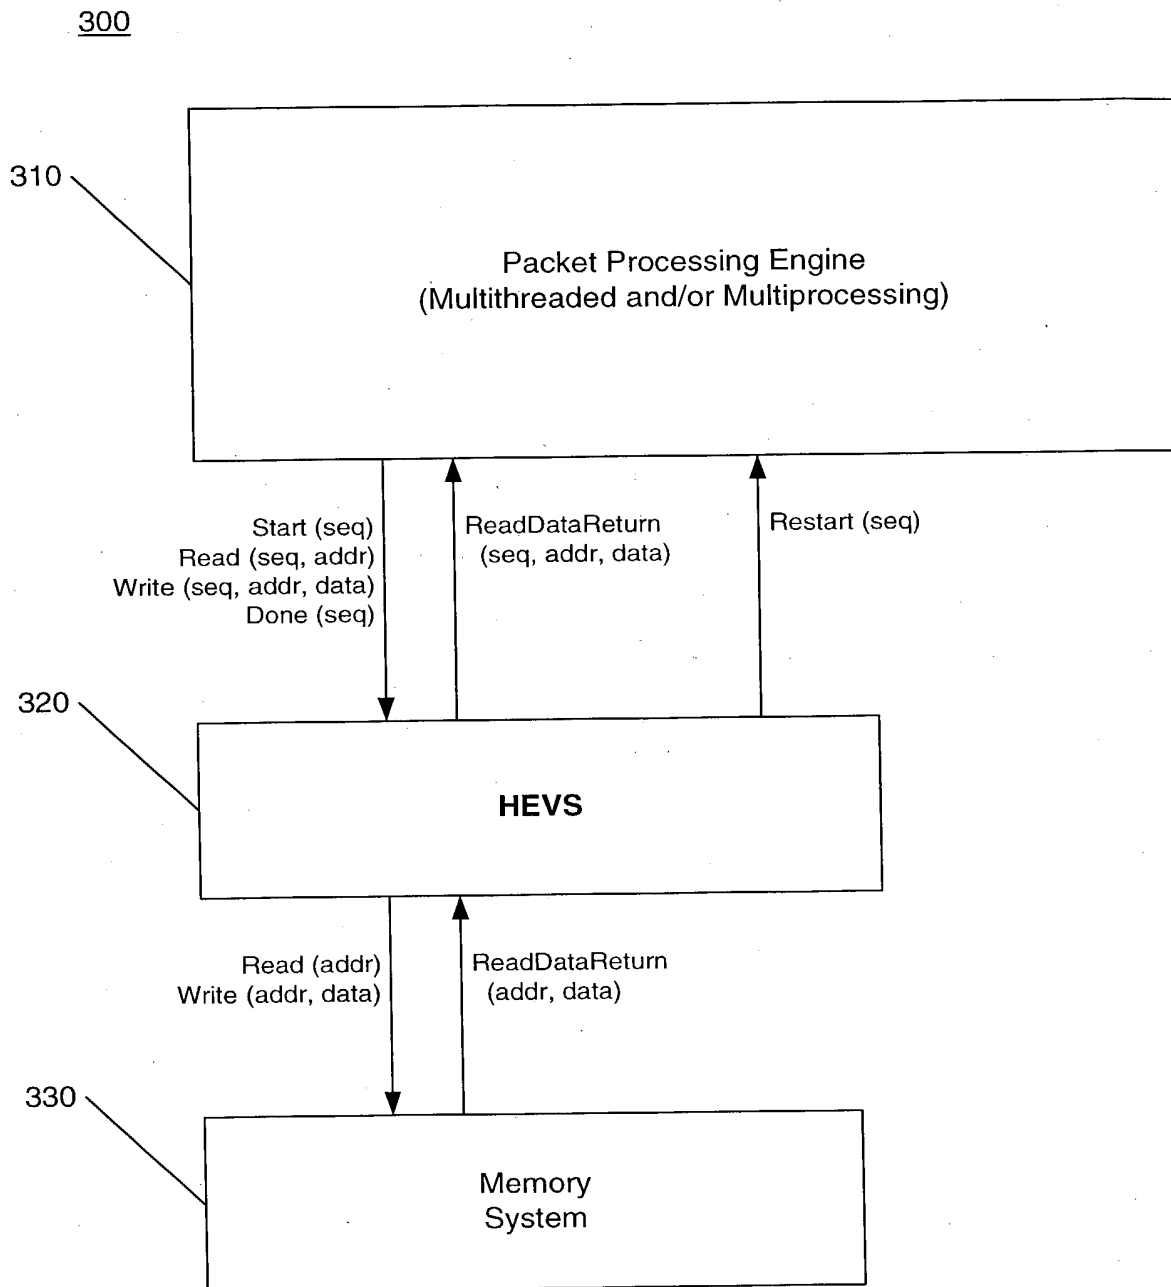 300
310
Packet Processing Engine
(Multithreaded and/or Multiprocessing)
Start (seq)
Read (seq, addr)
Write (seq, addr, data)
Done (seq)
ReadDataReturn
(seq, addr, data)
Restart (seq)
320
HEVS
Read (addr)
Write (addr, data)
ReadDataReturn
(addr, data)
330
Memory
System